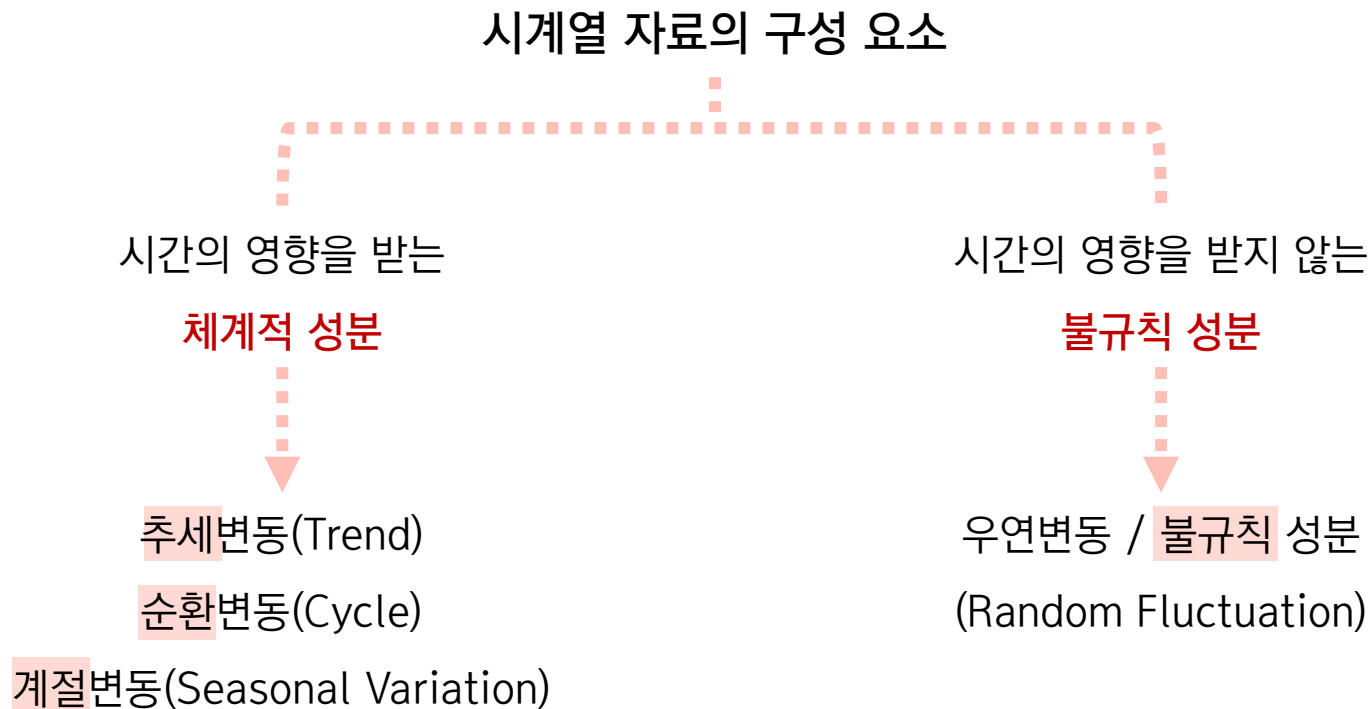 시계열 자료의 구성 요소
시간의 영향을 받는
체계적 성분
추세변동(Trend)
순환변동(Cycle)
계절변동(Seasonal Variation)
시간의 영향을 받지 않는
불규칙 성분
우연변동 / 불규칙 성분
(Random Fluctuation)